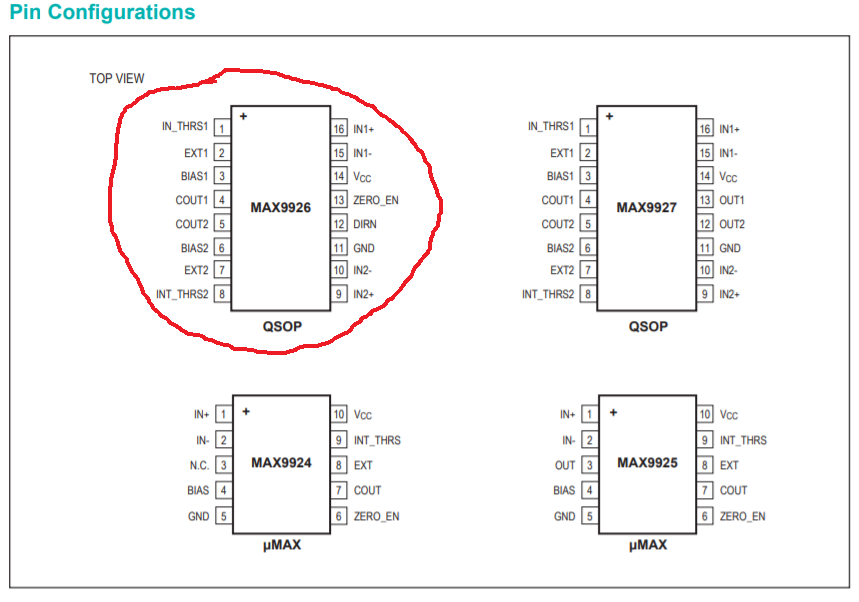 Pin Configurations
TOP VIEW
+
IN_THRS1 1
EXT1 2
BIAS1 3
COUT1 4
COUT2 5
BIAS2 6
EXT2 7
INT_THRS2 8
MAX9926
16 IN1+
15 IN1-
14 VCC
13 ZERO_EN
12 DIRN
11 GND
10 IN2-
9 IN2+
QSOP
+
IN_THRS1 1
EXT1 2
BIAS1 3
COUT1 4
COUT2 5
BIAS2 6
EXT2 7
INT_THRS2 8
MAX9927
16 IN1+
15 IN1-
14 VCC
13 OUT1
12 OUT2
11 GND
10 IN2-
9 IN2+
QSOP
+
IN+ 1
IN- 2
N.C. 3
BIAS 4
GND 5
MAX9924
10 VCC
9 INT_THRS
8 EXT
7 COUT
6 ZERO_EN
µMAX
+
IN+ 1
IN- 2
OUT 3
BIAS 4
GND 5
MAX9925
10 VCC
9 INT_THRS
8 EXT
7 COUT
6 ZERO_EN
µMAX